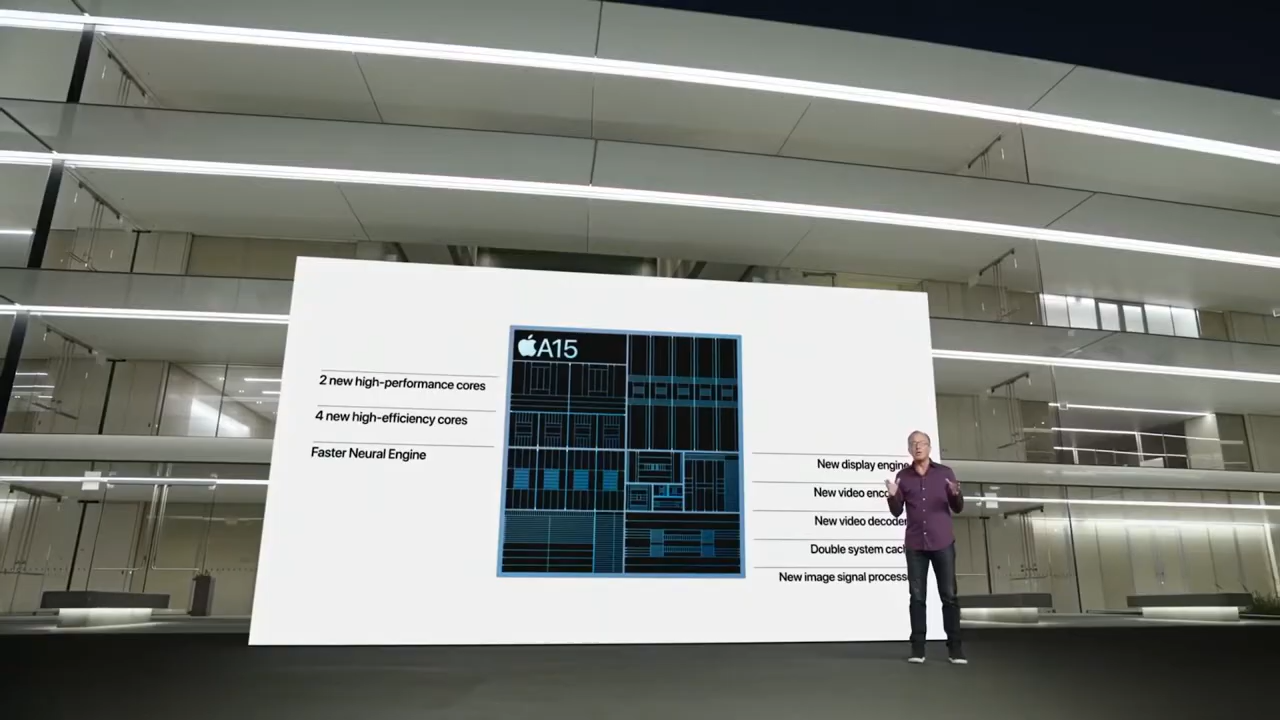 A15
2 new high-performance cores
4 new high-efficiency cores
Faster Neural Engine
New display engine
New video
New video decoder
Double system
New image signal